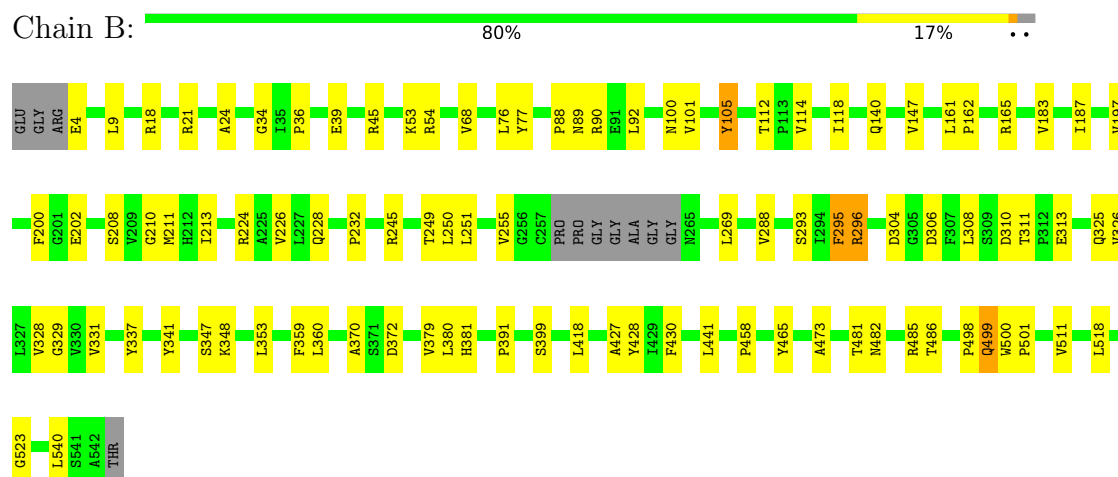 Chain B:
80% 17% • •
GLU GLY ARG E4 L9 R18 R21 A24 G34 I35 P36 E39 R45 K53 R54 V68 L76 Y77 P88 N89 R90 E91 L92 N100 V101 Y105 T112 P113 V114 I118 Q140 V147 L161 P162 R165 V183 I187 V197
F200 G201 E202 S208 V209 G210 M211 H212 I213 R224 A225 V226 L227 Q228 P232 R245 T249 L250 L251 V255 G256 C257 PRO PRO GLY GLY ALA GLY GLY N265 L269 V288 S293 I294 F295 R296 D304 G305 D306 F307 L308 S309 D310 T311 P312 E313 Q325 V326
L327 V328 G329 V330 V331 Y337 Y341 S347 K348 L353 F359 L360 A370 S371 D372 V379 L380 H381 P391 S399 L418 A427 Y428 I429 F430 L441 P458 Y465 A473 T481 N482 R485 T486 P498 Q499 W500 P501 V511 L518
G523 L540 S541 A542 THR